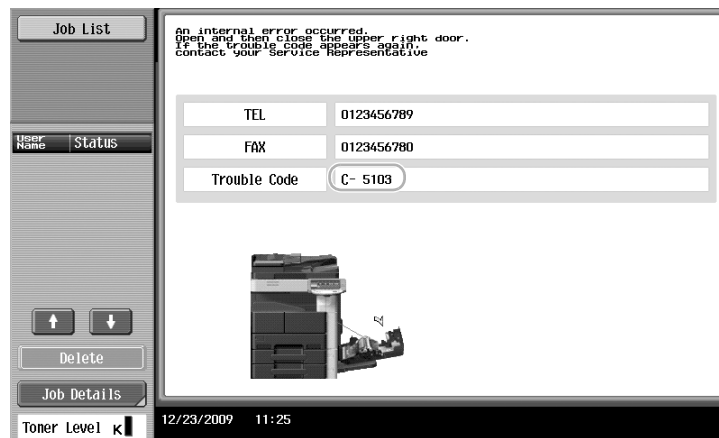 Job List
An internal error occurred.
Open and then close the upper right door.
If the trouble code appears again,
contact your Service Representative
TEL 0123456789
FAX 0123456780
Trouble Code C- 5103
User Name Status
Delete
Job Details
Toner Level K
12/23/2009 11:25